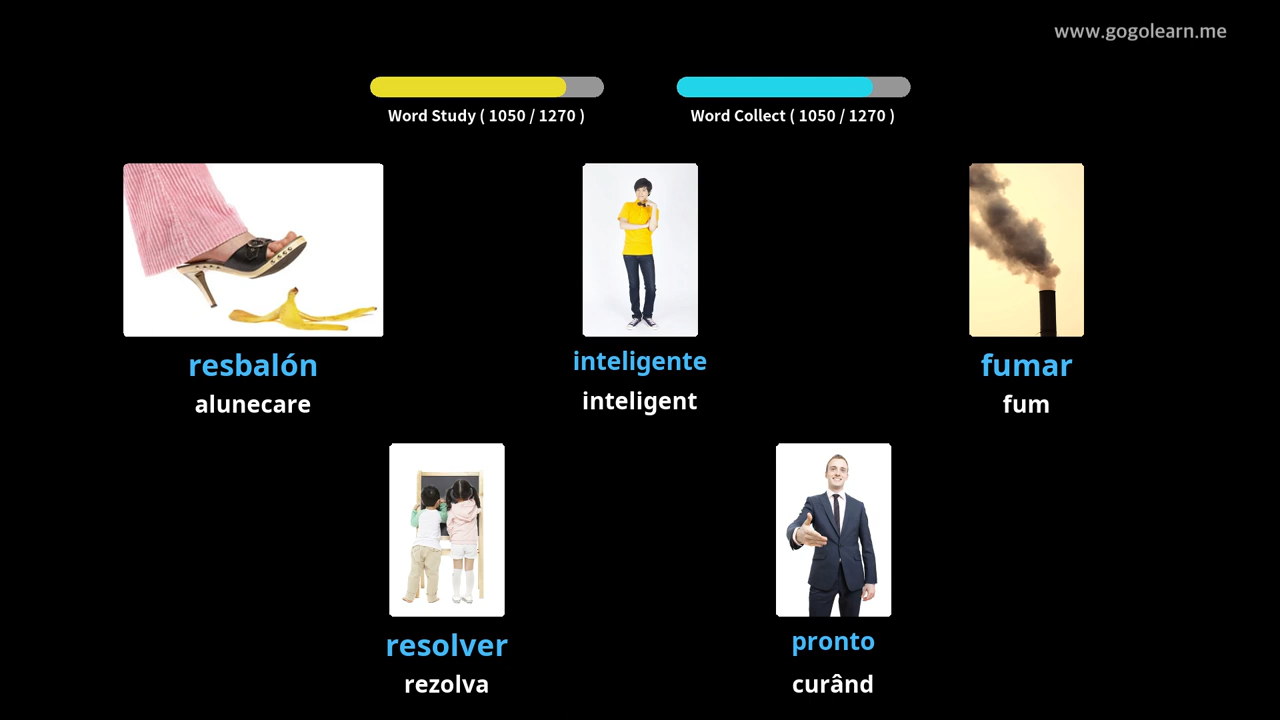 www.gogolearn.me
Word Study ( 1050 / 1270 )
Word Collect ( 1050 / 1270 )
resbalón
alunecare
inteligente
inteligent
fumar
fum
resolver
rezolva
pronto
curând